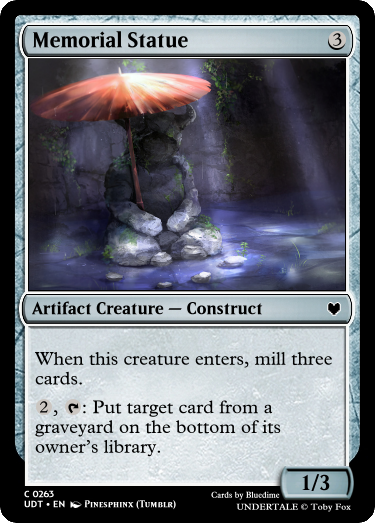 Memorial Statue 3
Artifact Creature — Construct
When this creature enters, mill three
cards.
2, : Put target card from a
graveyard on the bottom of its
owner's library.
1/3
C 0263
UDT • EN PINESPHINX (TUMBLR)
Cards by Bluedime
UNDERTALE © Toby Fox